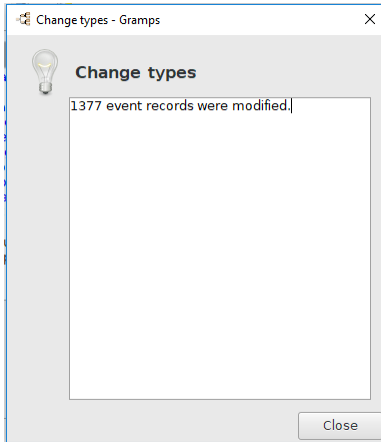 Change types - Gramps
Change types
1377 event records were modified.
Close